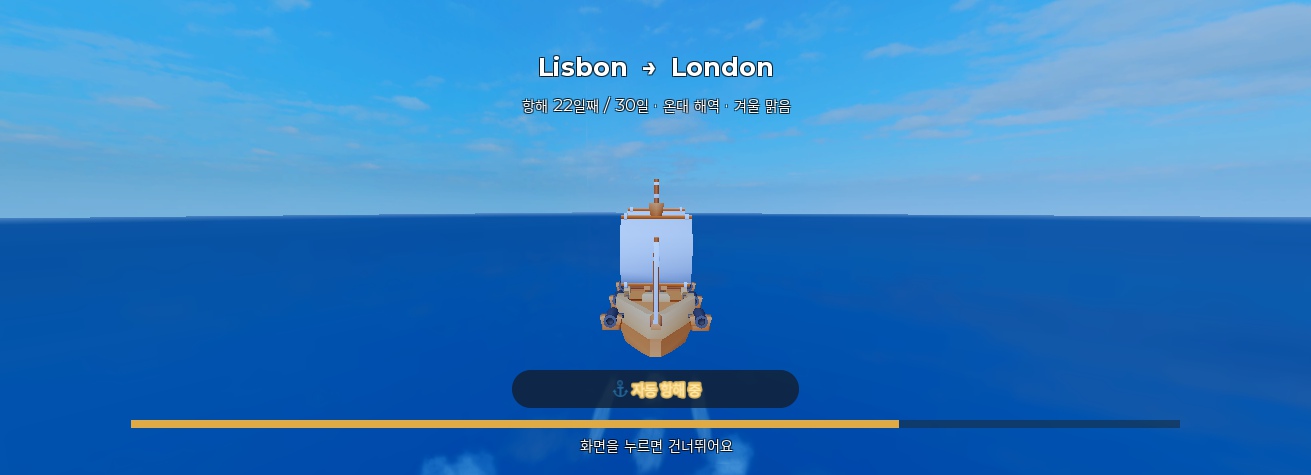 Lisbon → London
항해 22일째 / 30일 · 온대 해역 · 겨울 맑음
⚓ 자동 항해 중
화면을 누르면 건너뛰어요